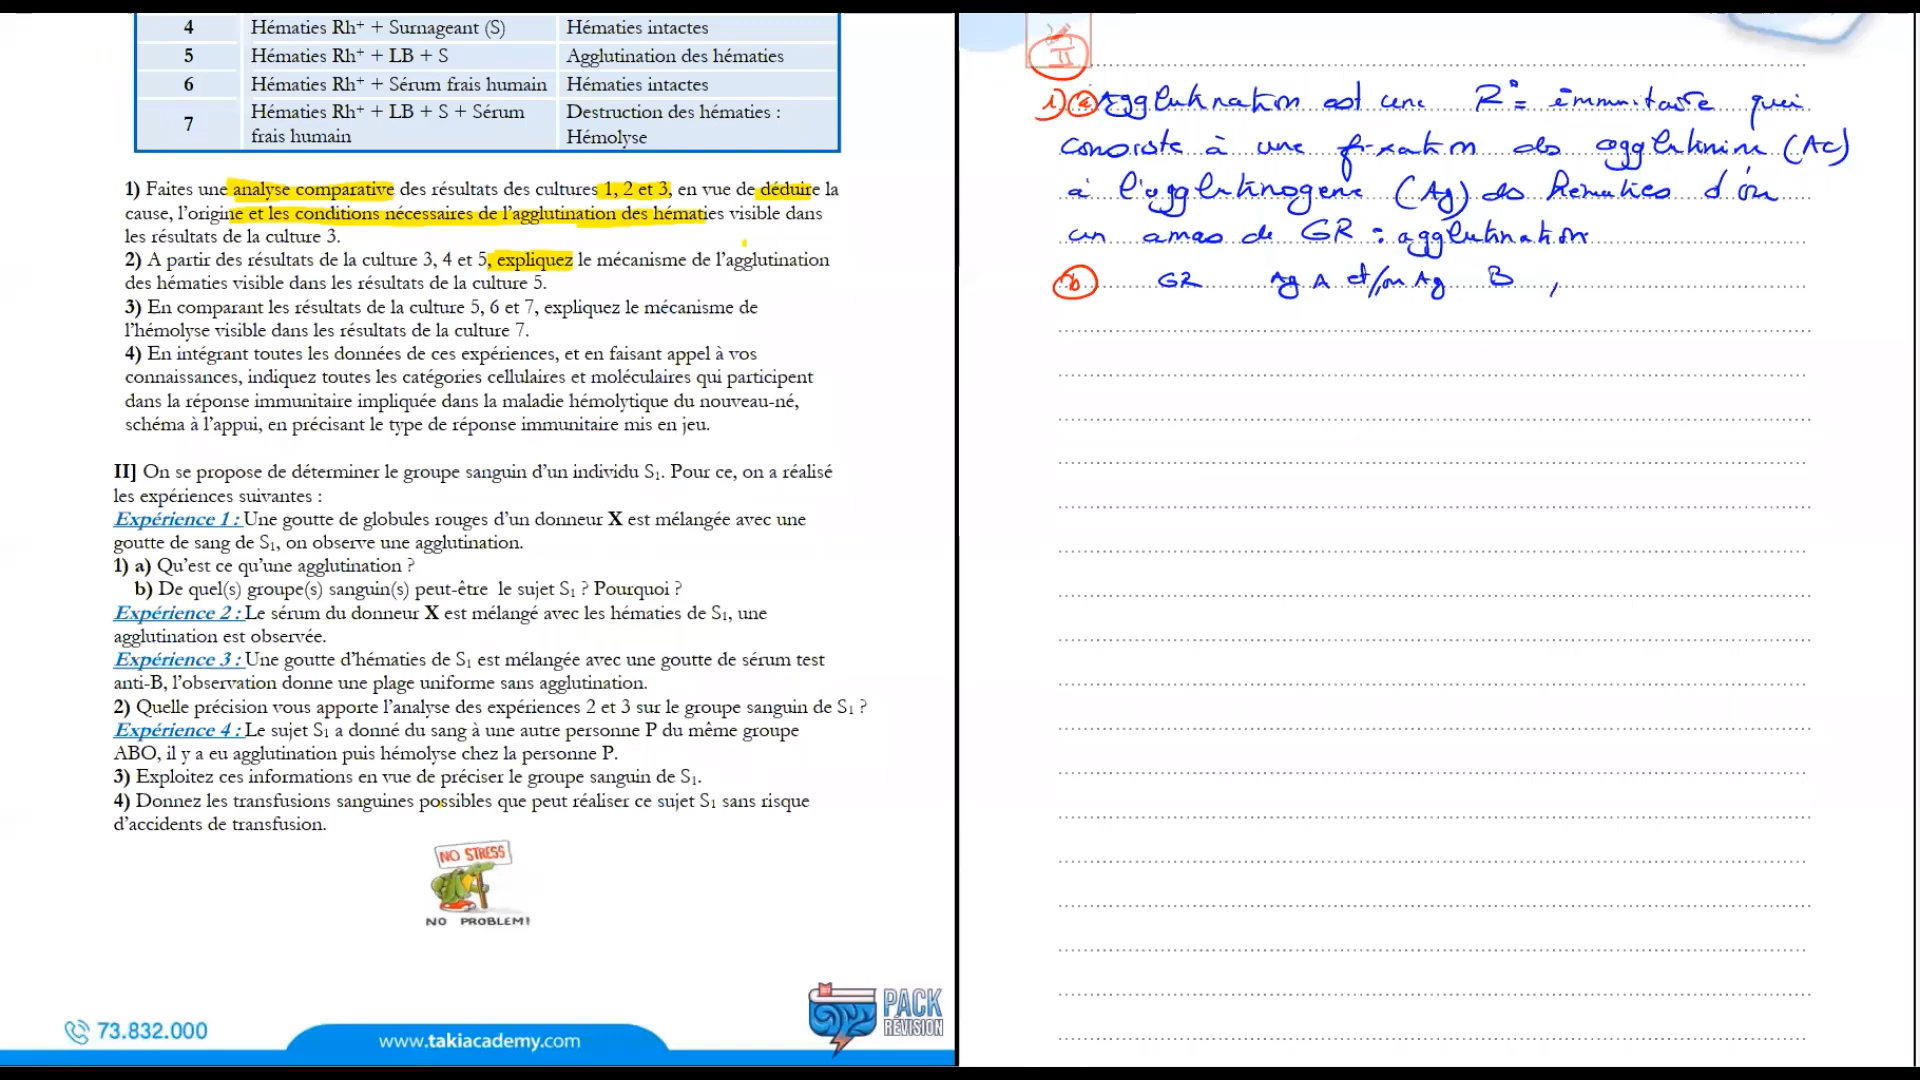 4 Hématies Rh⁺ + Surnageant (S) Hématies intactes
5 Hématies Rh⁺ + LB + S Agglutination des hématies
6 Hématies Rh⁺ + Sérum frais humain Hématies intactes
7 Hématies Rh⁺ + LB + S + Sérum frais humain Destruction des hématies : Hémolyse
1) Faites une analyse comparative des résultats des cultures 1, 2 et 3, en vue de déduire la
cause, l'origine et les conditions nécessaires de l'agglutination des hématies visible dans
les résultats de la culture 3.
2) A partir des résultats de la culture 3, 4 et 5, expliquez le mécanisme de l'agglutination
des hématies visible dans les résultats de la culture 5.
3) En comparant les résultats de la culture 5, 6 et 7, expliquez le mécanisme de
l'hémolyse visible dans les résultats de la culture 7.
4) En intégrant toutes les données de ces expériences, et en faisant appel à vos
connaissances, indiquez toutes les catégories cellulaires et moléculaires qui participent
dans la réponse immunitaire impliquée dans la maladie hémolytique du nouveau-né,
schéma à l'appui, en précisant le type de réponse immunitaire mis en jeu.
II] On se propose de déterminer le groupe sanguin d'un individu S₁. Pour ce, on a réalisé
les expériences suivantes :
Expérience 1 : Une goutte de globules rouges d'un donneur X est mélangée avec une
goutte de sang de S₁, on observe une agglutination.
1) a) Qu'est ce qu'une agglutination ?
b) De quel(s) groupe(s) sanguin(s) peut-être le sujet S₁ ? Pourquoi ?
Expérience 2 : Le sérum du donneur X est mélangé avec les hématies de S₁, une
agglutination est observée.
Expérience 3 : Une goutte d'hématies de S₁ est mélangée avec une goutte de sérum test
anti-B, l'observation donne une plage uniforme sans agglutination.
2) Quelle précision vous apporte l'analyse des expériences 2 et 3 sur le groupe sanguin de S₁ ?
Expérience 4 : Le sujet S₁ a donné du sang à une autre personne P du même groupe
ABO, il y a eu agglutination puis hémolyse chez la personne P.
3) Exploitez ces informations en vue de préciser le groupe sanguin de S₁.
4) Donnez les transfusions sanguines possibles que peut réaliser ce sujet S₁ sans risque
d'accidents de transfusion.
NO STRESS
NO PROBLEM!
73.832.000
www.takiacademy.com
PACK
RÉVISION
II
1) a) Agglutination est une R° = immunitaire qui
consiste à une fixation des agglutinine (Ac)
à l'agglutinogène (Ag) des hématies d'où
un amas de GR : agglutination
b) GR Ag A et/ou Ag B ,